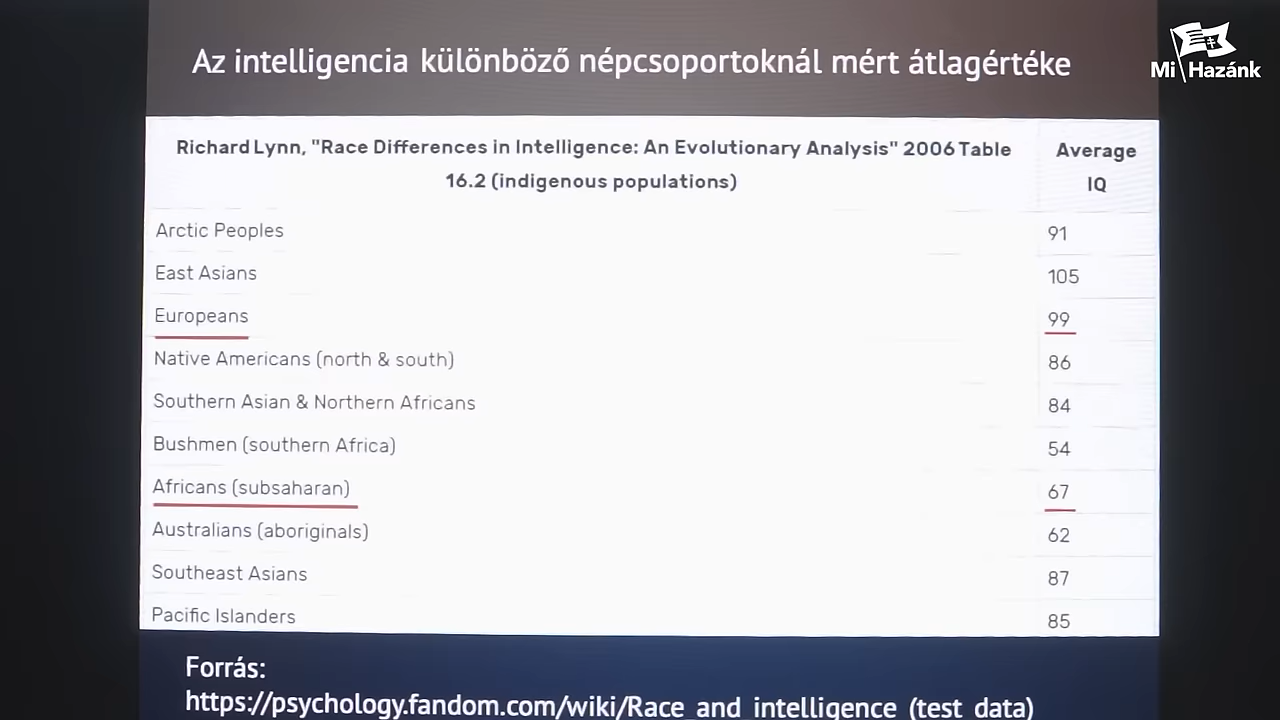 Az intelligencia különböző népcsoportoknál mért átlagértéke
Mi Hazánk
Richard Lynn, "Race Differences in Intelligence: An Evolutionary Analysis" 2006 Table
16.2 (indigenous populations)
Average
IQ
Arctic Peoples 91
East Asians 105
Europeans 99
Native Americans (north & south) 86
Southern Asian & Northern Africans 84
Bushmen (southern Africa) 54
Africans (subsaharan) 67
Australians (aboriginals) 62
Southeast Asians 87
Pacific Islanders 85
Forrás:
https://psychology.fandom.com/wiki/Race_and_intelligence_(test_data)